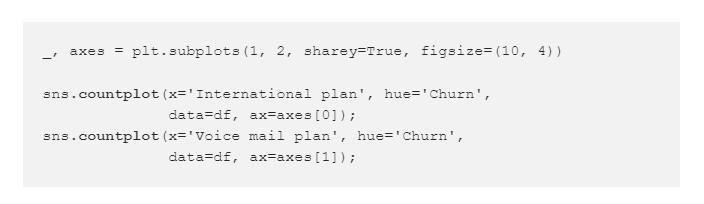 _, axes = plt.subplots(1, 2, sharey=True, figsize=(10, 4))
sns.countplot(x='International plan', hue='Churn',
data=df, ax=axes[0]);
sns.countplot(x='Voice mail plan', hue='Churn',
data=df, ax=axes[1]);